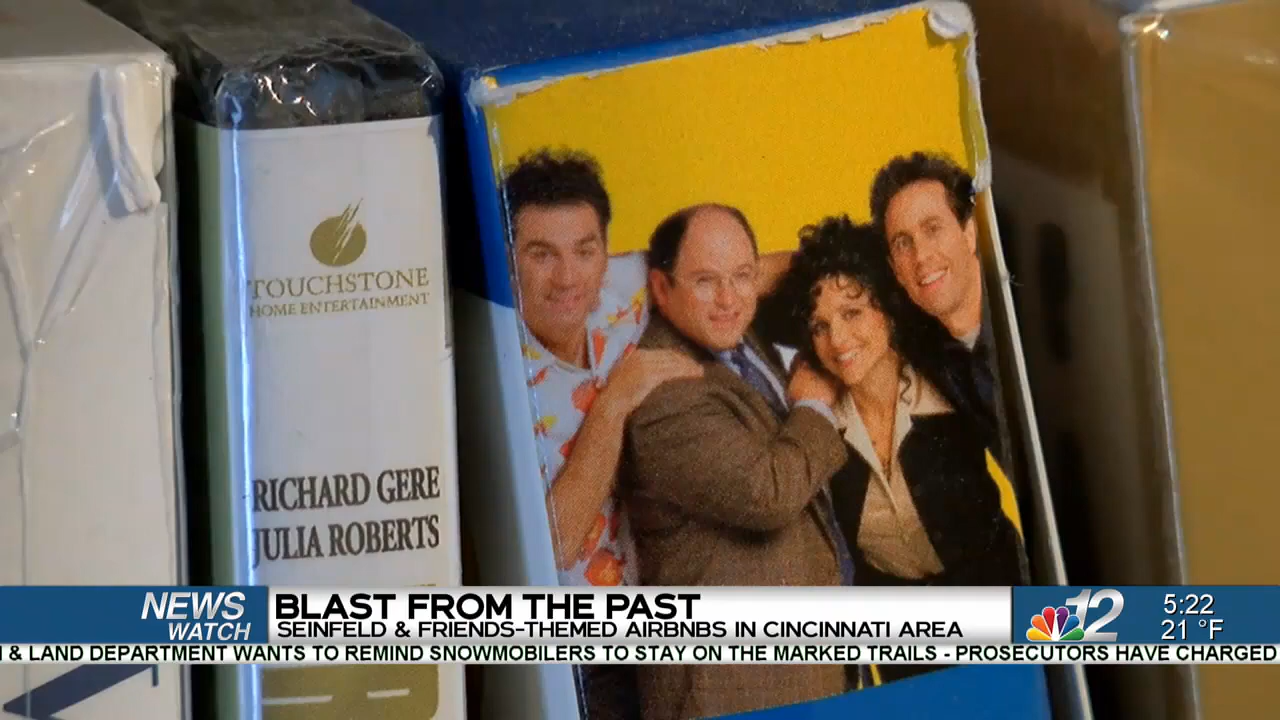 TOUCHSTONE
HOME ENTERTAINMENT
RICHARD GERE
JULIA ROBERTS
NEWS
WATCH
BLAST FROM THE PAST
SEINFELD & FRIENDS-THEMED AIRBNBS IN CINCINNATI AREA
12
5:22
21 °F
& LAND DEPARTMENT WANTS TO REMIND SNOWMOBILERS TO STAY ON THE MARKED TRAILS - PROSECUTORS HAVE CHARGED